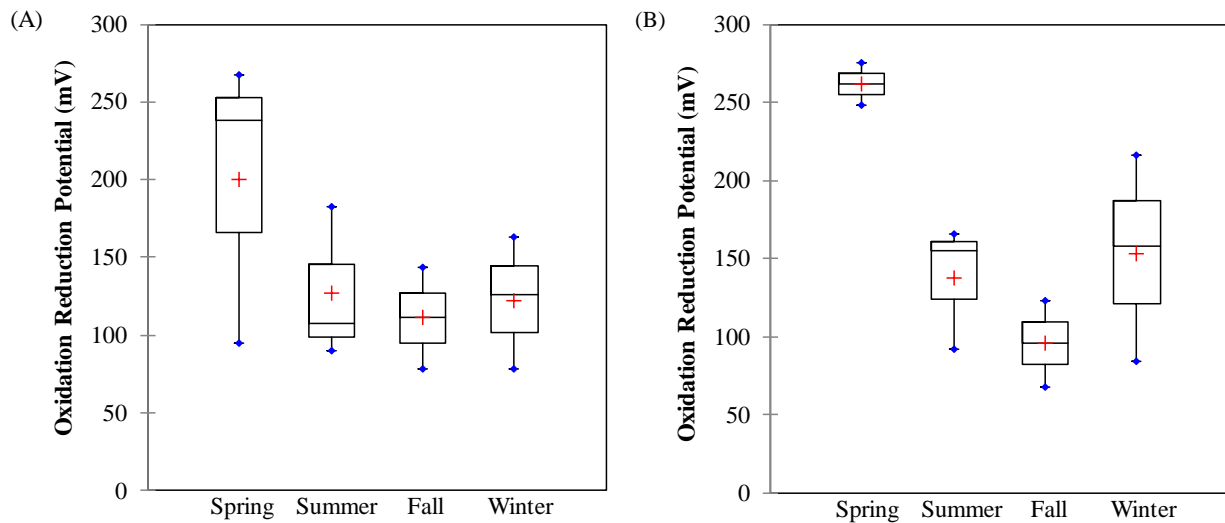 (A)
Oxidation Reduction Potential (mV)
300
250
200
150
100
50
0
Spring Summer Fall Winter
(B)
Oxidation Reduction Potential (mV)
300
250
200
150
100
50
0
Spring Summer Fall Winter